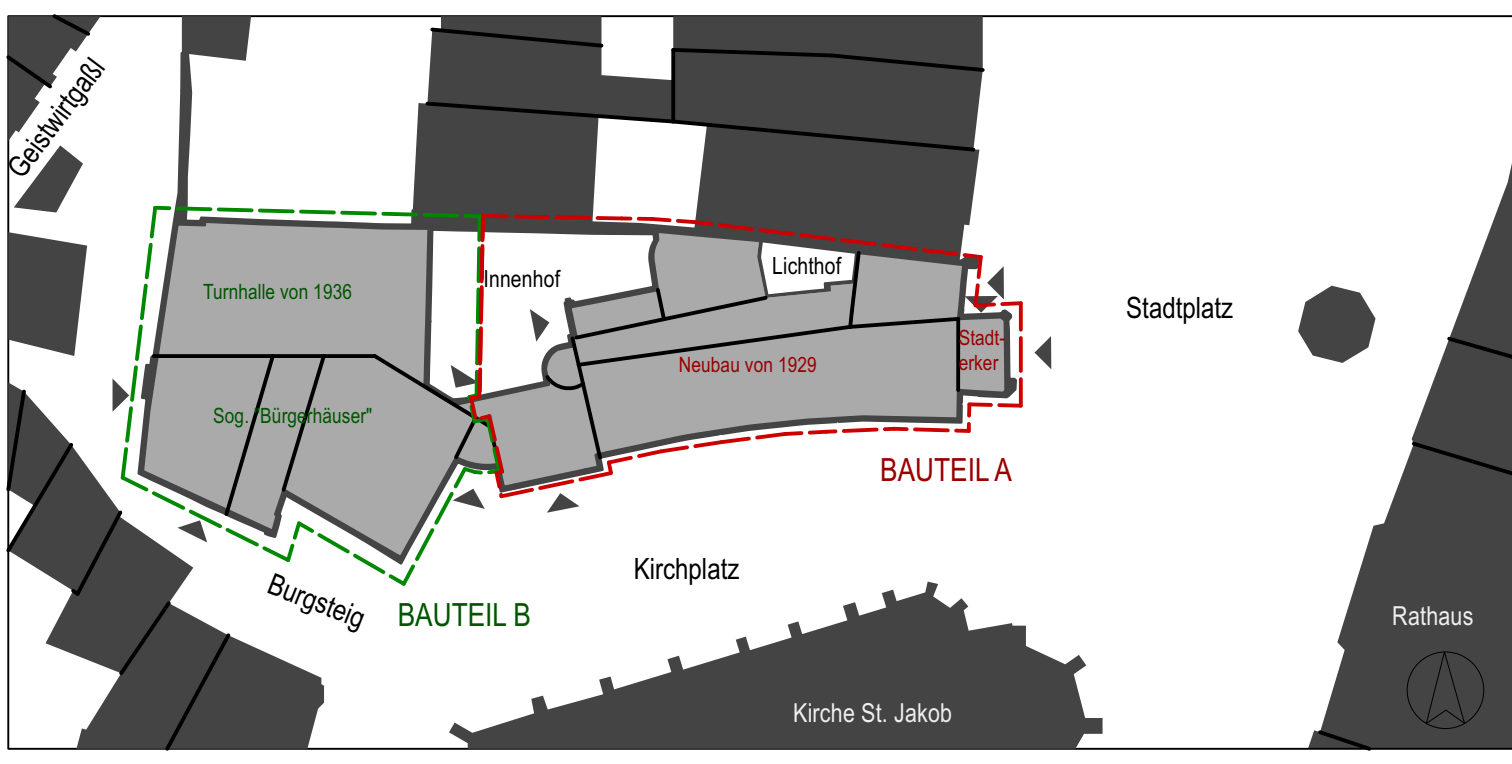 Geistwirtgaßl
Turnhalle von 1936
Innenhof
Lichthof
Stadtplatz
Stadt-
erker
Neubau von 1929
Sog. "Bürgerhäuser"
BAUTEIL A
Kirchplatz
Burgsteig
BAUTEIL B
Rathaus
Kirche St. Jakob